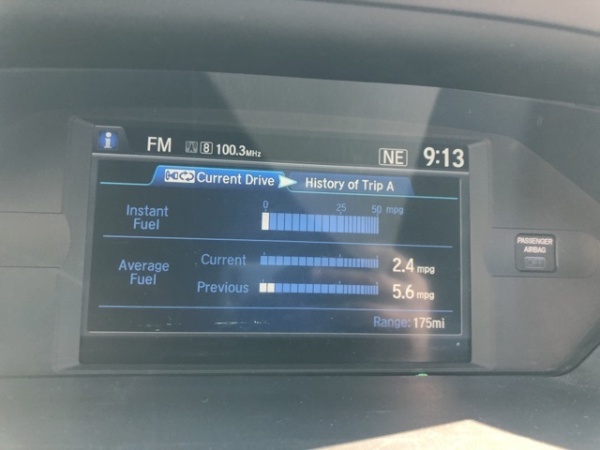 i FM 8 100.3MHz NE 9:13
Current Drive History of Trip A
0 25 50 mpg
Instant
Fuel
Average
Fuel
Current 2.4 mpg
Previous 5.6 mpg
Range: 175mi
PASSENGER
AIRBAG